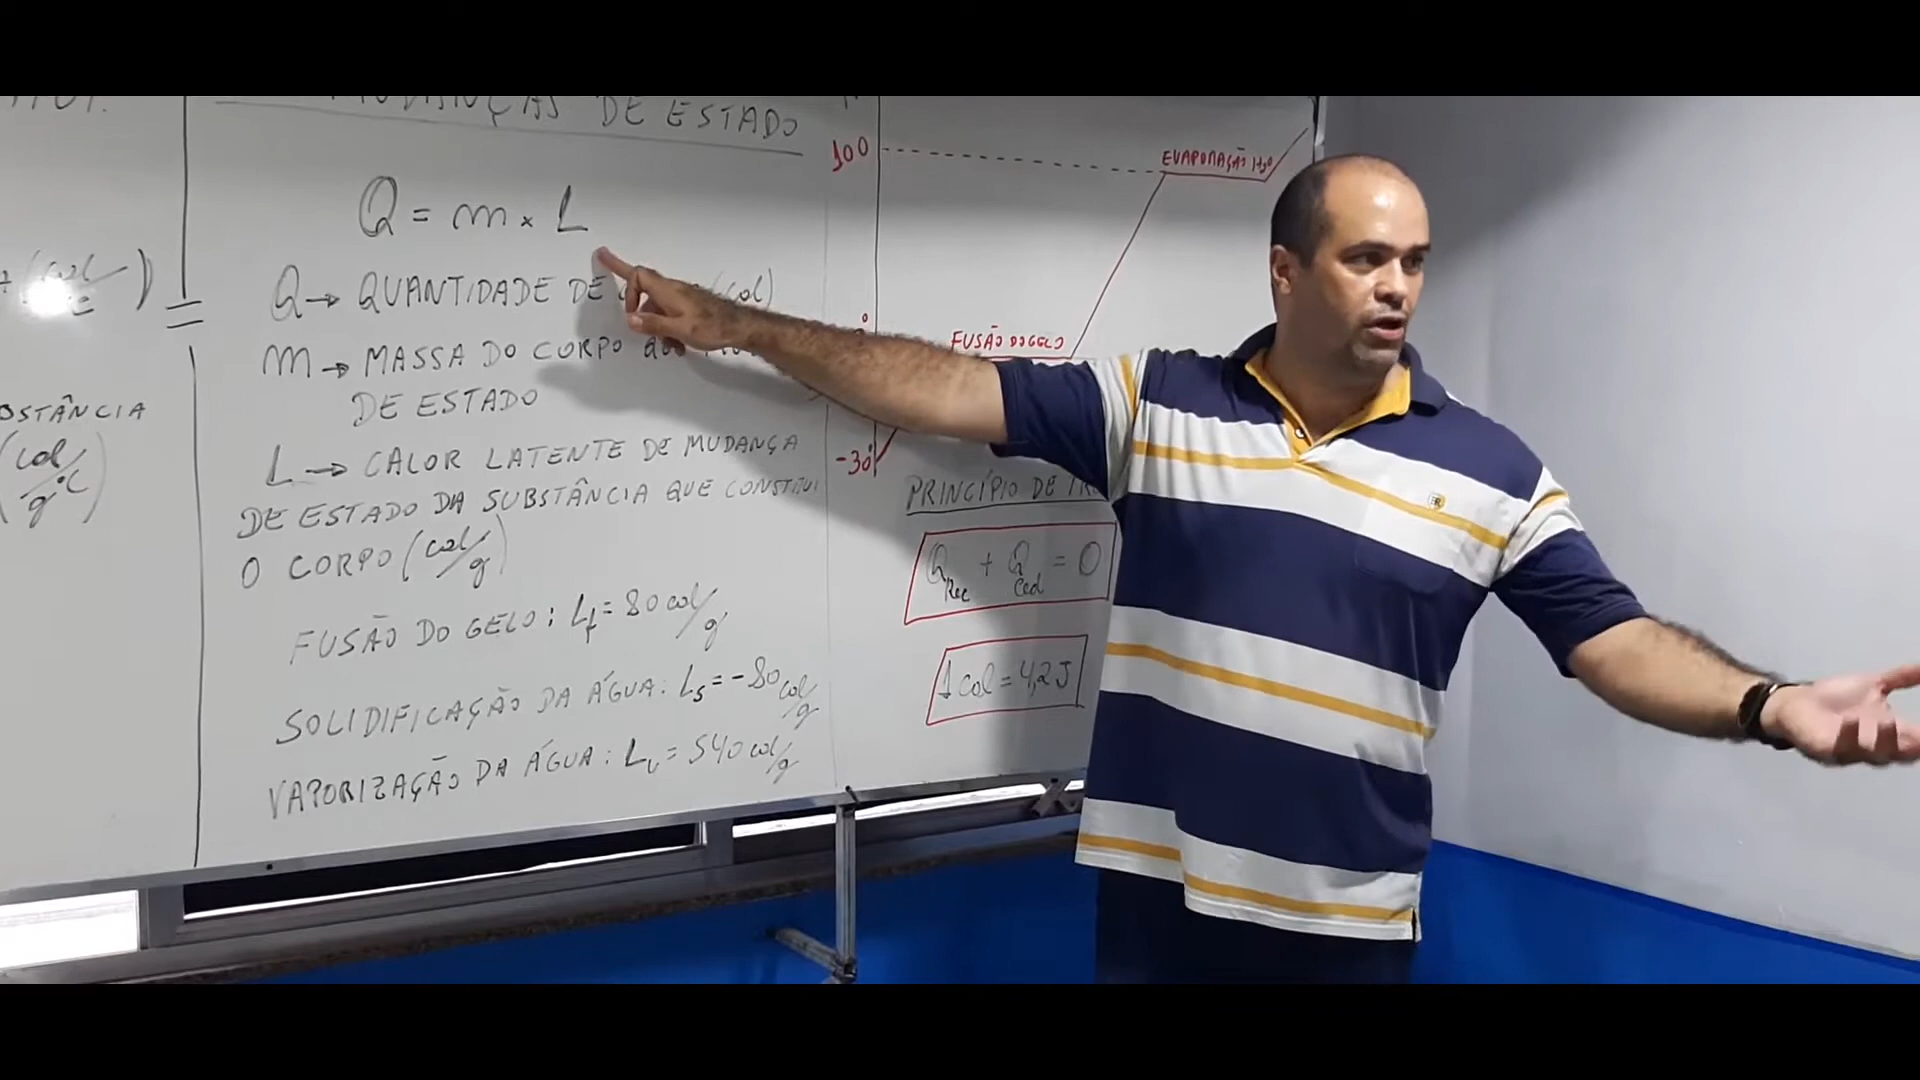 MUDANÇAS DE ESTADO
Q = m × L
Q → QUANTIDADE DE (cal)
m → MASSA DO CORPO QUE
DE ESTADO
L → CALOR LATENTE DE MUDANÇA
DE ESTADO DA SUBSTÂNCIA QUE CONSTITUI
O CORPO (cal/g)
FUSÃO DO GELO: Lf = 80 cal/g
SOLIDIFICAÇÃO DA ÁGUA: Ls = -80 cal/g
VAPORIZAÇÃO DA ÁGUA: Lv = 540 cal/g
(cal/g°C)
100
EVAPORAÇÃO H2O
FUSÃO DO GELO
-30°
PRINCÍPIO DE
QRec + QCed = 0
1 cal = 4,2 J